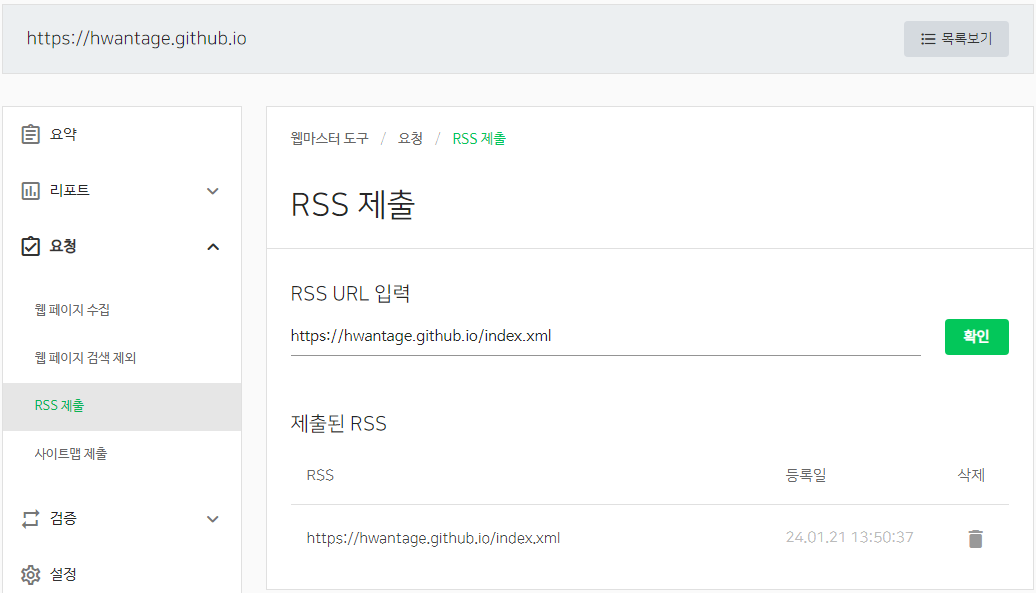 https://hwantage.github.io
목록보기
요약
리포트
요청
웹 페이지 수집
웹 페이지 검색 제외
RSS 제출
사이트맵 제출
검증
설정
웹마스터 도구 / 요청 / RSS 제출
RSS 제출
RSS URL 입력
https://hwantage.github.io/index.xml
확인
제출된 RSS
RSS 등록일 삭제
https://hwantage.github.io/index.xml 24.01.21 13:50:37